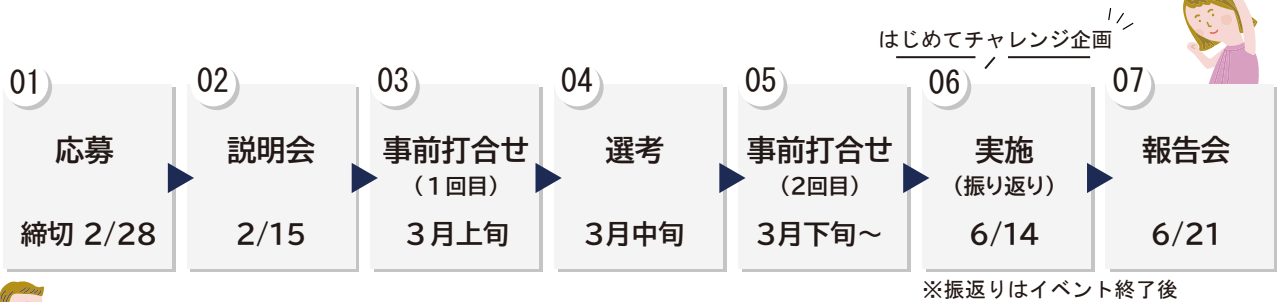 はじめてチャレンジ企画
01
応募
締切 2/28
02
説明会
2/15
03
事前打合せ
(1回目)
3月上旬
04
選考
3月中旬
05
事前打合せ
(2回目)
3月下旬～
06
実施
(振り返り)
6/14
07
報告会
6/21
※振返りはイベント終了後